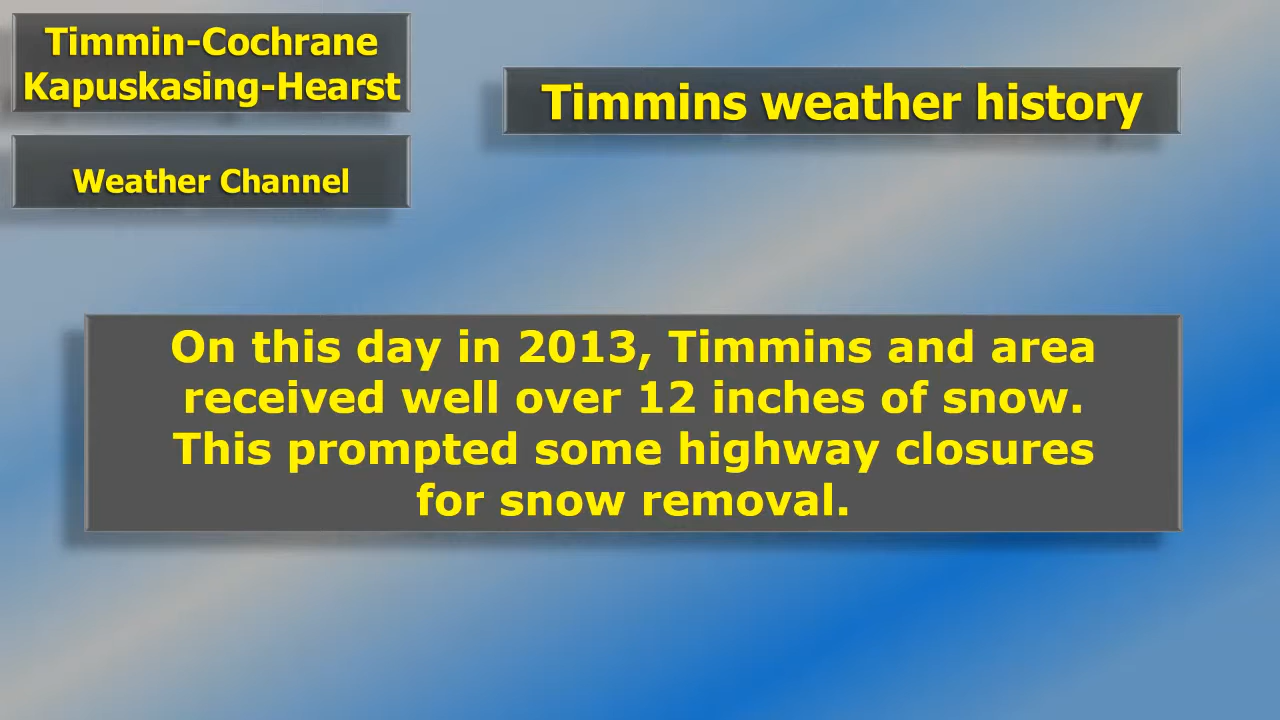 Timmin-Cochrane
Kapuskasing-Hearst
Weather Channel
Timmins weather history
On this day in 2013, Timmins and area
received well over 12 inches of snow.
This prompted some highway closures
for snow removal.